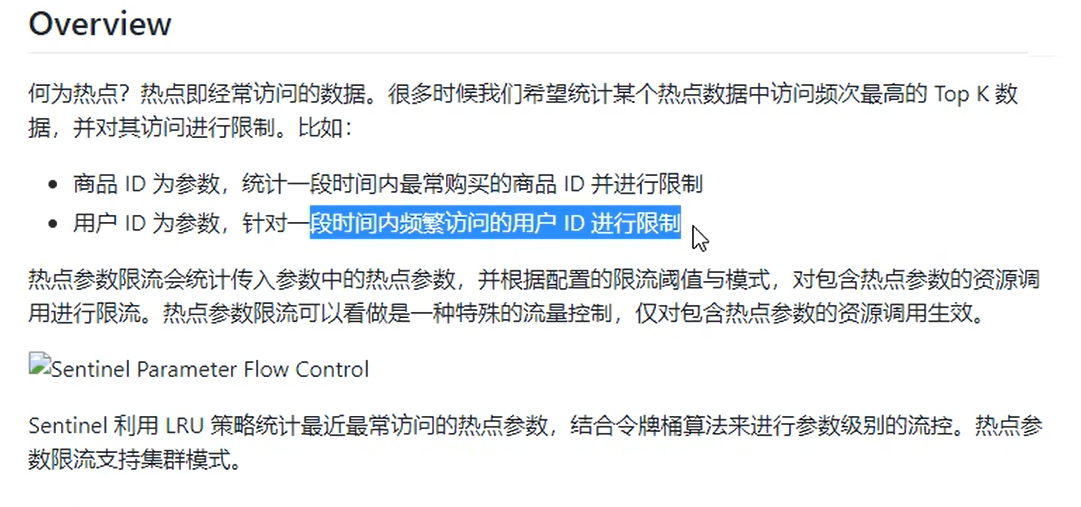 Overview
何为热点？热点即经常访问的数据。很多时候我们希望统计某个热点数据中访问频次最高的 Top K 数
据，并对其访问进行限制。比如：
商品 ID 为参数，统计一段时间内最常购买的商品 ID 并进行限制
用户 ID 为参数，针对一段时间内频繁访问的用户 ID 进行限制
热点参数限流会统计传入参数中的热点参数，并根据配置的限流阈值与模式，对包含热点参数的资源调
用进行限流。热点参数限流可以看做是一种特殊的流量控制，仅对包含热点参数的资源调用生效。
Sentinel Parameter Flow Control
Sentinel 利用 LRU 策略统计最近最常访问的热点参数，结合令牌桶算法来进行参数级别的流控。热点参
数限流支持集群模式。